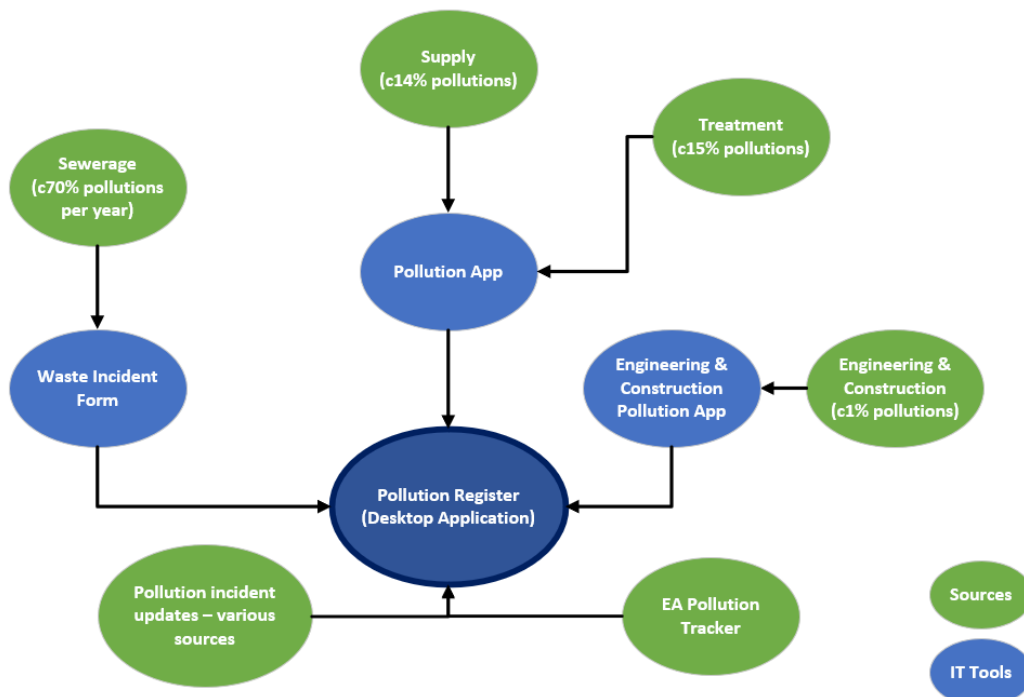 Supply
(c14% pollutions)
Treatment
(c15% pollutions)
Sewerage
(c70% pollutions
per year)
Pollution App
Waste Incident
Form
Engineering &
Construction
Pollution App
Engineering &
Construction
(c1% pollutions)
Pollution Register
(Desktop Application)
Pollution incident
updates – various
sources
EA Pollution
Tracker
Sources
IT Tools